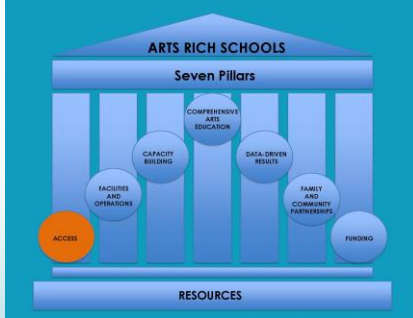 ARTS RICH SCHOOLS
Seven Pillars
COMPREHENSIVE
ARTS
EDUCATION
CAPACITY
BUILDING
DATA-DRIVEN
RESULTS
FACILITIES
AND
OPERATIONS
FAMILY
AND
COMMUNITY
PARTNERSHIPS
ACCESS
FUNDING
RESOURCES